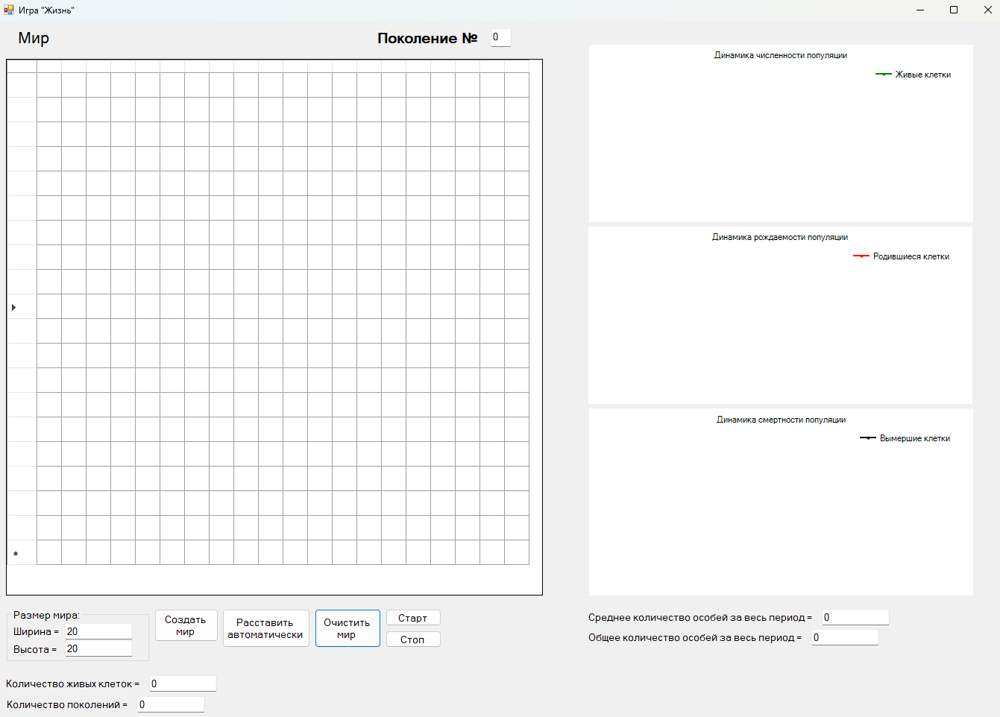 Игра "Жизнь"
Мир
Поколение № 0
Динамика численности популяции
Живые клетки
Динамика рождаемости популяции
Родившиеся клетки
Динамика смертности популяции
Вымершие клетки
Размер мира:
Ширина = 20
Высота = 20
Создать
мир
Расставить
автоматически
Очистить
мир
Старт
Стоп
Среднее количество особей за весь период = 0
Общее количество особей за весь период = 0
Количество живых клеток = 0
Количество поколений = 0